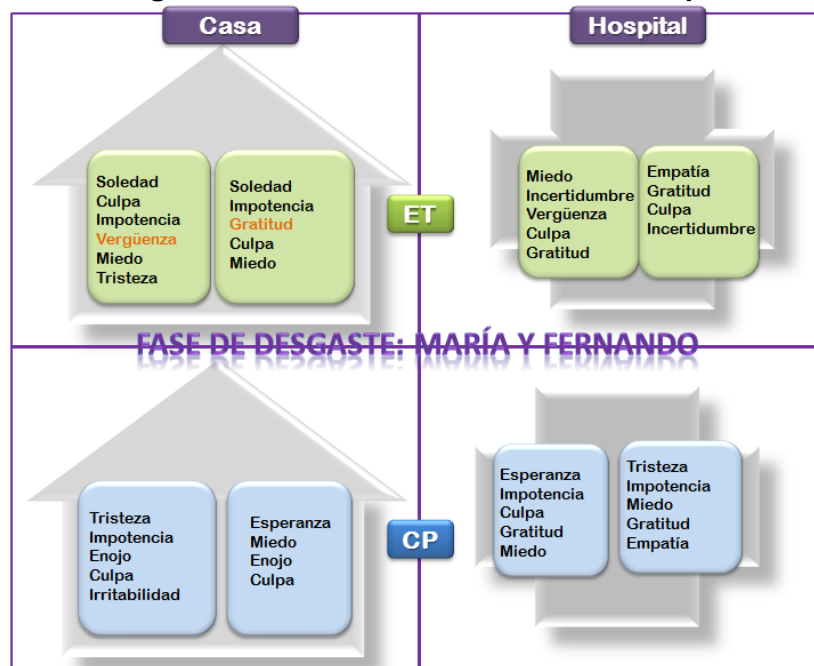 Casa
Hospital
Soledad
Culpa
Impotencia
Vergüenza
Miedo
Tristeza
Soledad
Impotencia
Gratitud
Culpa
Miedo
ET
Miedo
Incertidumbre
Vergüenza
Culpa
Gratitud
Empatía
Gratitud
Culpa
Incertidumbre
FASE DE DESGASTE: MARÍA Y FERNANDO
Tristeza
Impotencia
Enojo
Culpa
Irritabilidad
Esperanza
Miedo
Enojo
Culpa
CP
Esperanza
Impotencia
Culpa
Gratitud
Miedo
Tristeza
Impotencia
Miedo
Gratitud
Empatía